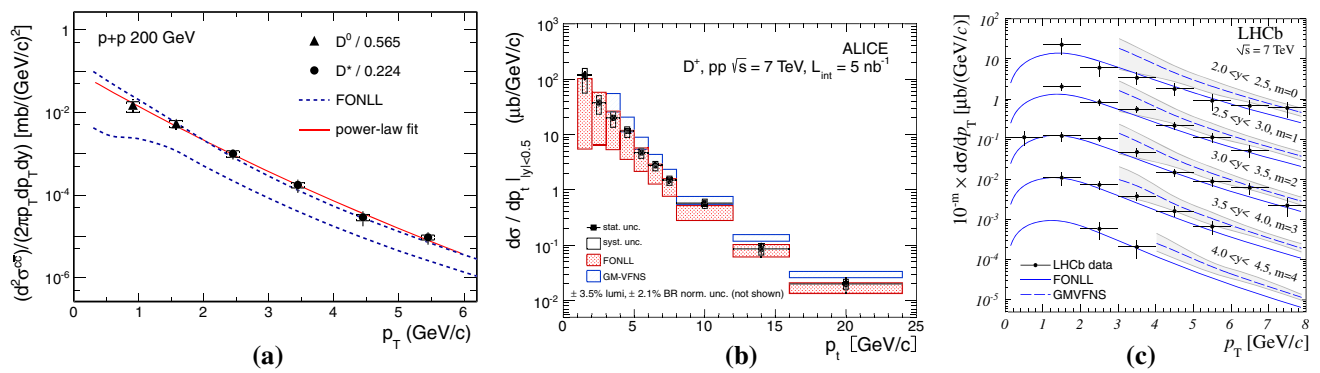 (d²σ^cc̄)/(2πp_T dp_T dy) [mb/(GeV/c)²]
p+p 200 GeV
D⁰ / 0.565
D* / 0.224
FONLL
power-law fit
1
10⁻²
10⁻⁴
10⁻⁶
0 1 2 3 4 5 6
p_T (GeV/c)
(a)
dσ / dp_t |_|y|<0.5 (μb/GeV/c)
ALICE
D⁺, pp √s = 7 TeV, L_int = 5 nb⁻¹
10²
10
1
10⁻¹
10⁻²
stat. unc.
syst. unc.
FONLL
GM-VFNS
± 3.5% lumi, ± 2.1% BR norm. unc. (not shown)
0 5 10 15 20 25
p_t [GeV/c]
(b)
10⁻ᵐ × dσ/dp_T [μb/(GeV/c)]
LHCb
√s = 7 TeV
10²
10
1
10⁻¹
10⁻²
10⁻³
10⁻⁴
10⁻⁵
2.0 <y< 2.5, m=0
2.5 <y< 3.0, m=1
3.0 <y< 3.5, m=2
3.5 <y< 4.0, m=3
4.0 <y< 4.5, m=4
LHCb data
FONLL
GMVFNS
0 1 2 3 4 5 6 7 8
p_T [GeV/c]
(c)